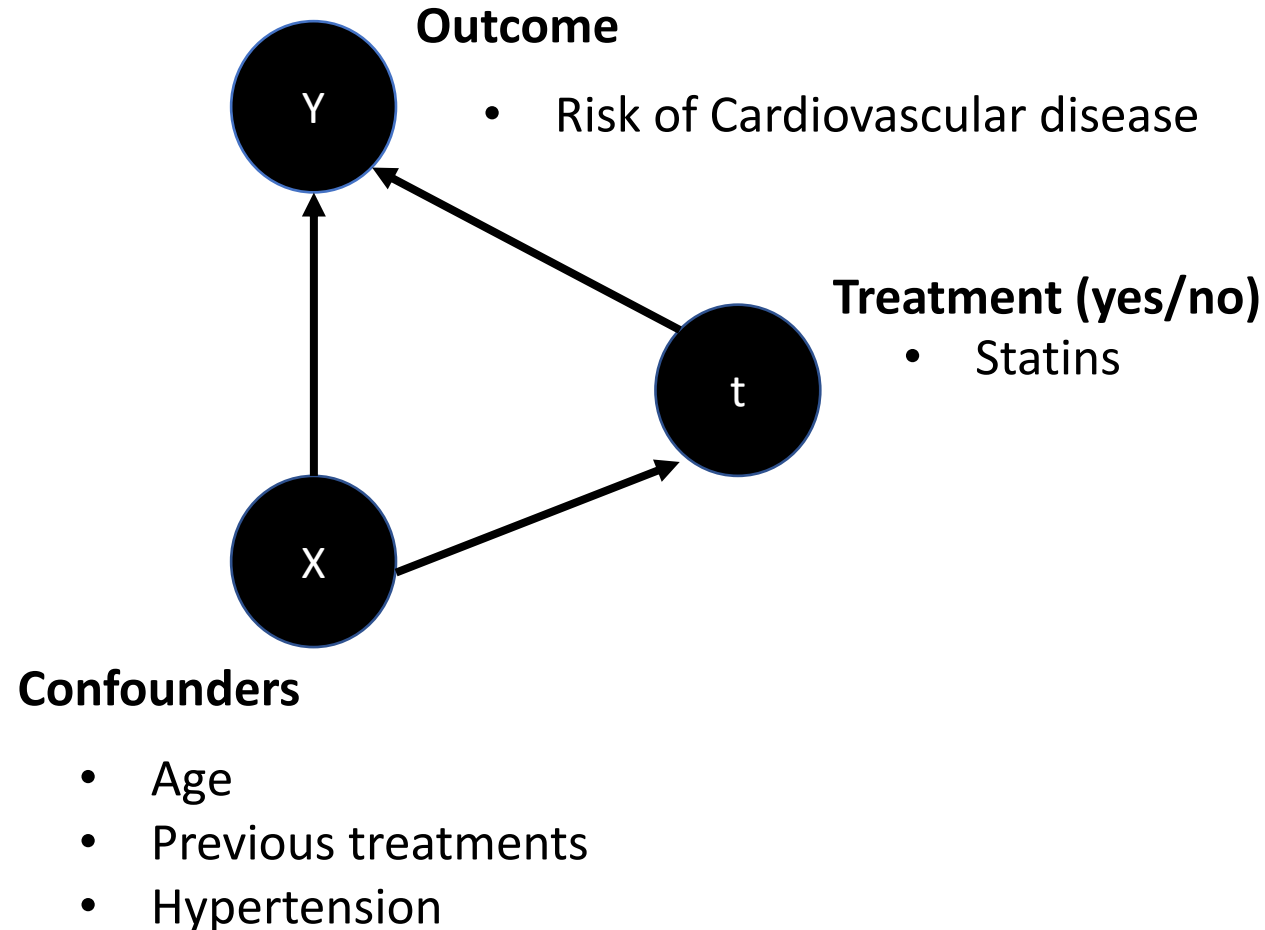 Outcome
Y
• Risk of Cardiovascular disease
Treatment (yes/no)
• Statins
t
X
Confounders
• Age
• Previous treatments
• Hypertension